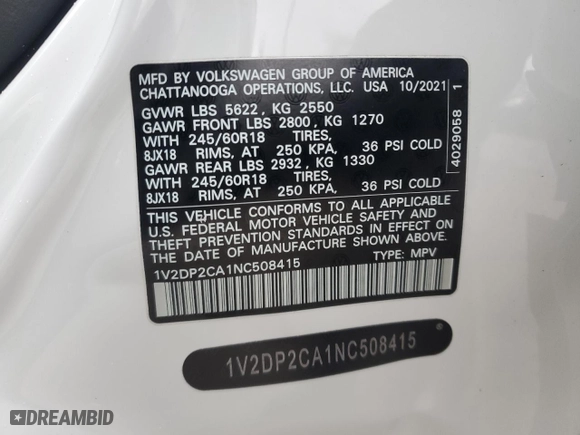 MFD BY VOLKSWAGEN GROUP OF AMERICA
CHATTANOOGA OPERATIONS, LLC. USA 10/2021
GVWR LBS 5622, KG 2550
GAWR FRONT LBS 2800, KG 1270
WITH 245/60R18 TIRES,
8JX18 RIMS, AT 250 KPA, 36 PSI COLD
GAWR REAR LBS 2932, KG 1330
WITH 245/60R18 TIRES,
8JX18 RIMS, AT 250 KPA, 36 PSI COLD
THIS VEHICLE CONFORMS TO ALL APPLICABLE
U.S. FEDERAL MOTOR VEHICLE SAFETY AND
THEFT PREVENTION STANDARDS IN EFFECT ON
THE DATE OF MANUFACTURE SHOWN ABOVE.
1V2DP2CA1NC508415 TYPE: MPV
4029058 1
1V2DP2CA1NC508415 ®
DREAMBID